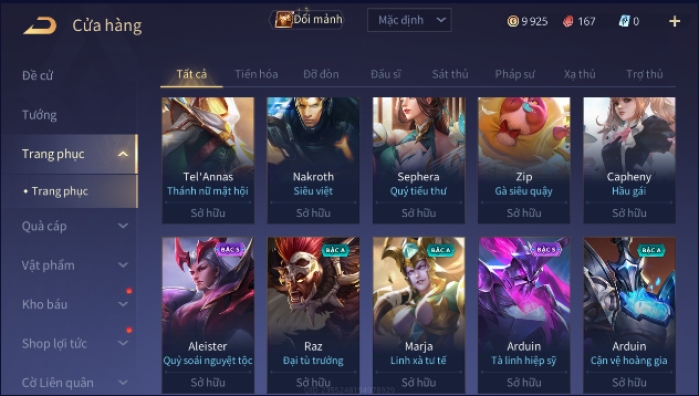 Cửa hàng
Đổi mảnh
Mặc định
9 925
167
0
Đề cử
Tướng
Trang phục
• Trang phục
Quà cáp
Vật phẩm
Kho báu
Shop lợi tức
Cờ Liên quân
Tất cả Tiến hóa Đỡ đòn Đấu sĩ Sát thủ Pháp sư Xạ thủ Trợ thủ
Tel'Annas Nakroth Sephera Zip Capheny
Thánh nữ mật hội Siêu việt Quý tiểu thư Gà siêu quậy Hầu gái
Sở hữu Sở hữu Sở hữu Sở hữu Sở hữu
BẬC S BẬC A BẬC A BẬC S BẬC A
Aleister Raz Marja Arduin Arduin
Quỷ soái nguyệt tộc Đại tù trưởng Linh xà tư tế Tà linh hiệp sỹ Cận vệ hoàng gia
Sở hữu Sở hữu Sở hữu Sở hữu Sở hữu